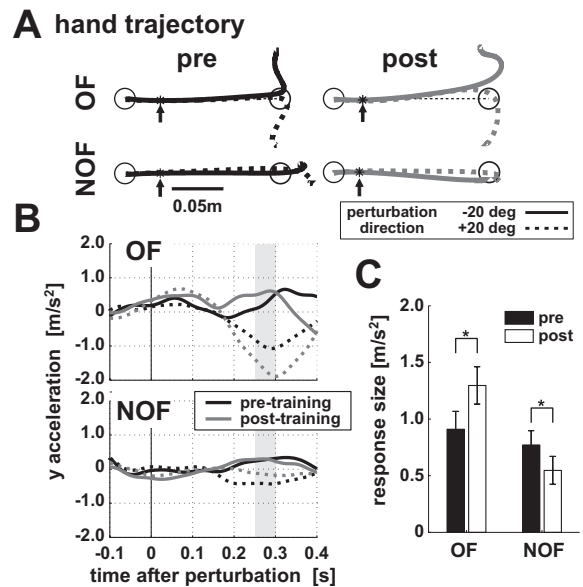 A hand trajectory
pre
post
OF
NOF
0.05m
perturbation direction
-20 deg
+20 deg
B
OF
2.0
1.0
0
-1.0
-2.0
y acceleration [m/s²]
pre-training
post-training
NOF
2.0
1.0
0
-1.0
-2.0
-0.1 0 0.1 0.2 0.3 0.4
time after perturbation [s]
C
pre
post
2.0
1.5
1.0
0.5
0
response size [m/s²]
*
*
OF NOF